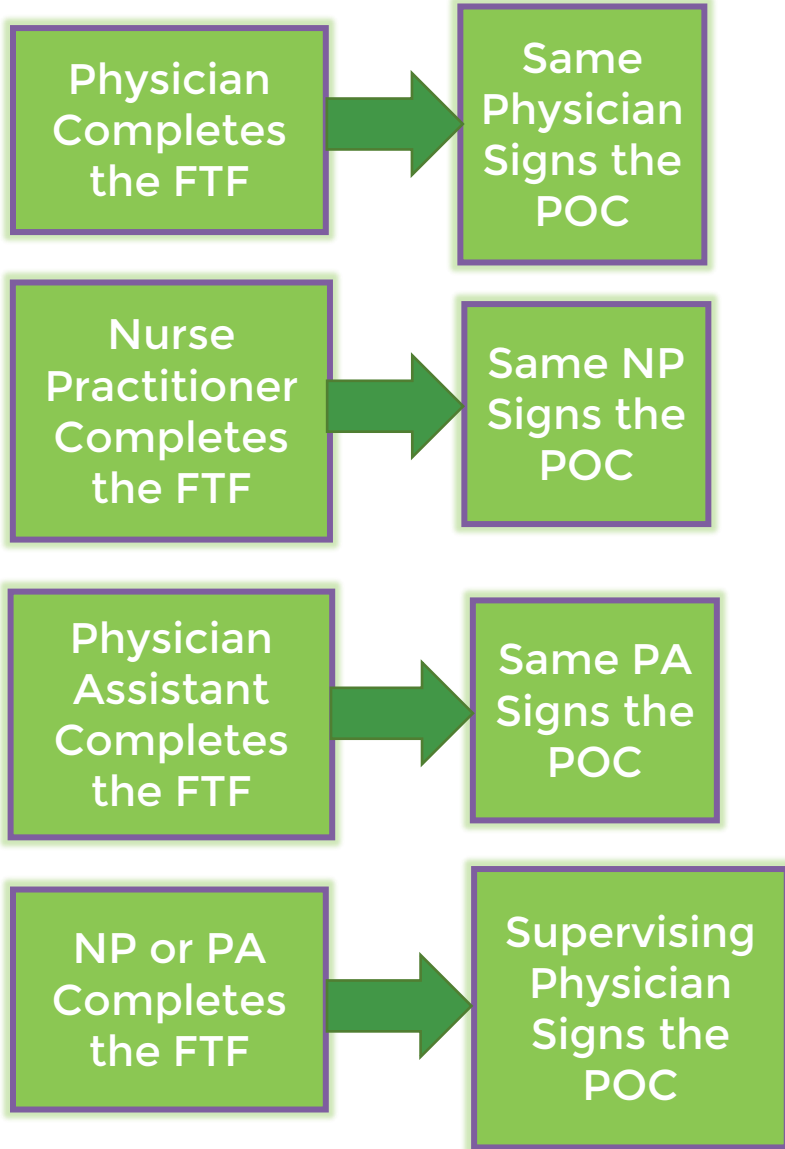 Physician
Completes
the FTF
Same
Physician
Signs the
POC
Nurse
Practitioner
Completes
the FTF
Same NP
Signs the
POC
Physician
Assistant
Completes
the FTF
Same PA
Signs the
POC
NP or PA
Completes
the FTF
Supervising
Physician
Signs the
POC